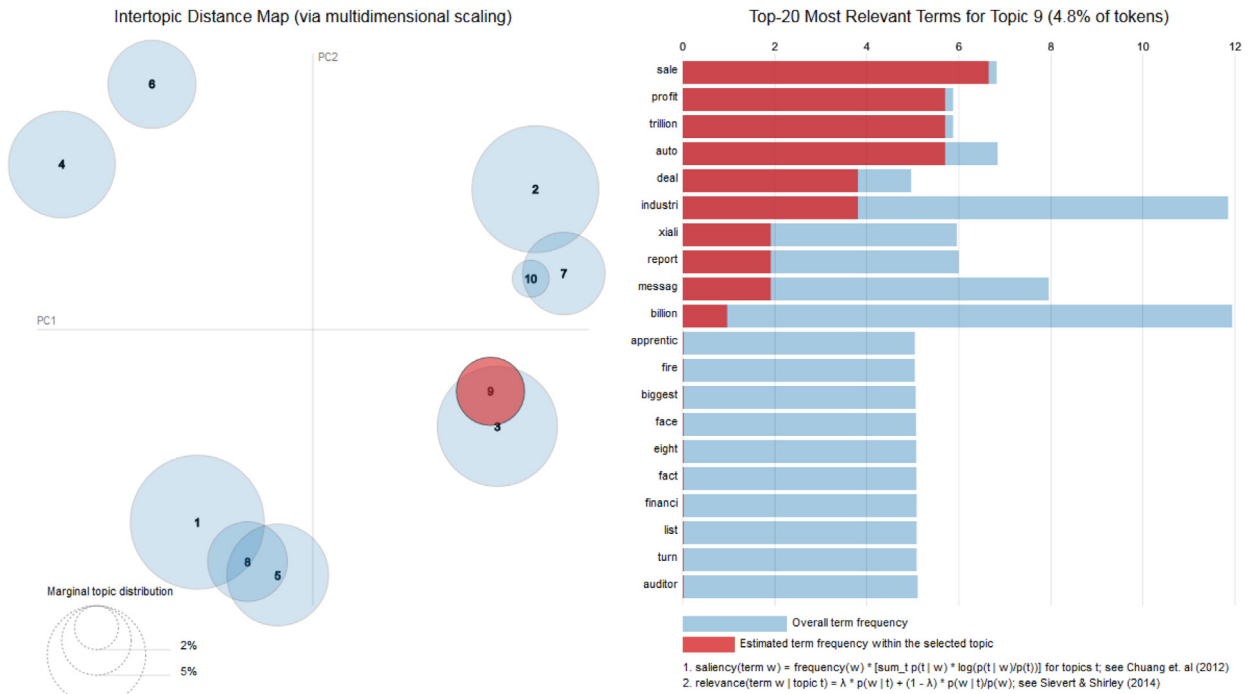 Intertopic Distance Map (via multidimensional scaling)
PC2
6
4
2
7
10
PC1
9
3
1
8
5
Marginal topic distribution
2%
5%
Top-20 Most Relevant Terms for Topic 9 (4.8% of tokens)
0 2 4 6 8 10 12
sale
profit
trillion
auto
deal
industri
xiali
report
messag
billion
apprentic
fire
biggest
face
eight
fact
financi
list
turn
auditor
Overall term frequency
Estimated term frequency within the selected topic
1. saliency(term w) = frequency(w) * [sum_t p(t | w) * log(p(t | w)/p(t))] for topics t; see Chuang et. al (2012)
2. relevance(term w | topic t) = λ * p(w | t) + (1 - λ) * p(w | t)/p(w); see Sievert & Shirley (2014)